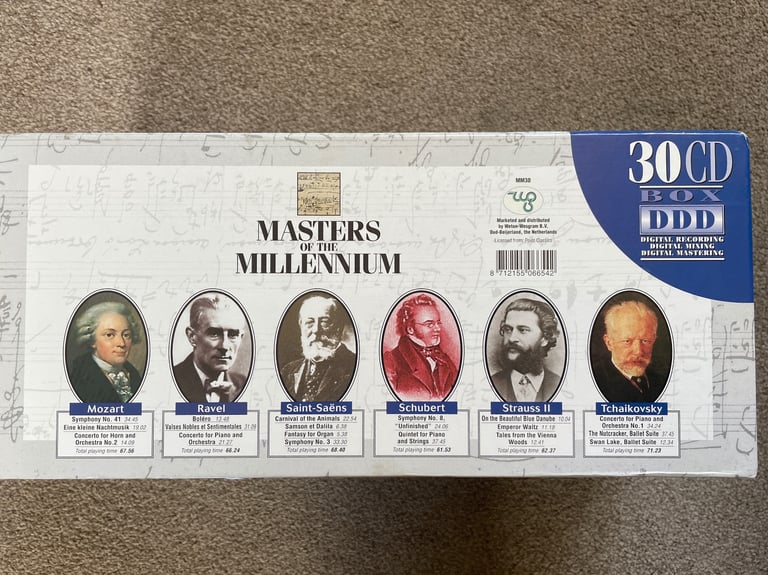 30 CD
BOX
DDD
DIGITAL RECORDING
DIGITAL MIXING
DIGITAL MASTERING
MASTERS
OF THE
MILLENNIUM
MM30
Marketed and distributed
by Weton-Wesgram B.V.
Oud-Beijerland, the Netherlands
Licensed from: Point Classics
8 712155 066542
Mozart
Symphony No. 41 34.45
Eine kleine Nachtmusik 19.02
Concerto for Horn and
Orchestra No.2 14.09
Total playing time 67.56
Ravel
Boléro 13.48
Valses Nobles et Sentimentales 31.09
Concerto for Piano and
Orchestra 21.27
Total playing time 66.24
Saint-Saëns
Carnival of the Animals 22.54
Samson et Dalila 6.38
Fantasy for Organ 5.38
Symphony No. 3 33.30
Total playing time 68.40
Schubert
Symphony No. 8,
"Unfinished" 24.06
Quintet for Piano
and Strings 37.45
Total playing time 61.53
Strauss II
On the Beautiful Blue Danube 10.04
Emperor Waltz 11.19
Tales from the Vienna
Woods 12.41
Total playing time 62.37
Tchaikovsky
Concerto for Piano and
Orchestra No.1 34.24
The Nutcracker, Ballet Suite 37.45
Swan Lake, Ballet Suite 12.34
Total playing time 71.23